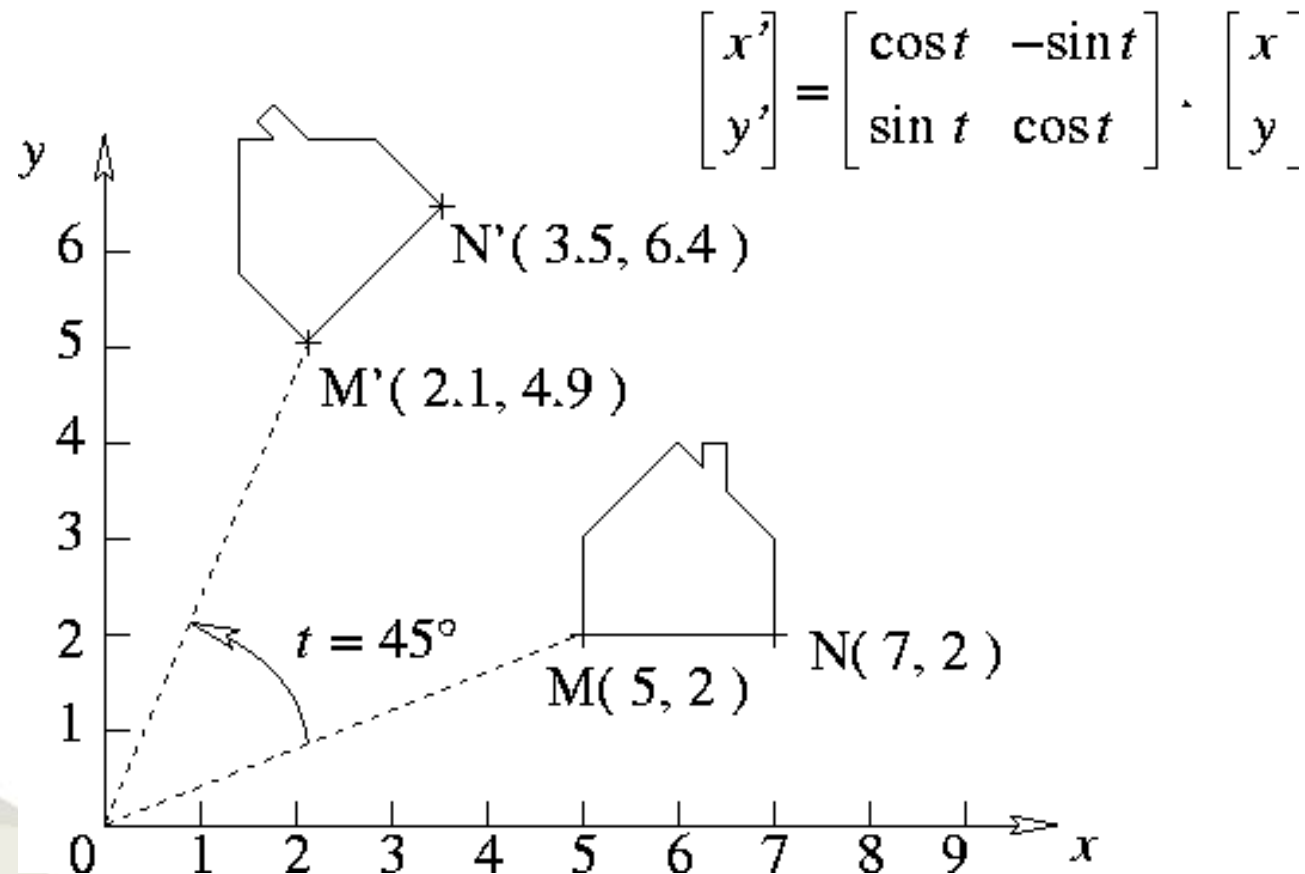 [x'] = [cos t −sin t] · [x]
[y'] = [sin t cos t] [y]
y
6
N’( 3.5, 6.4 )
5
M’( 2.1, 4.9 )
4
3
2
t = 45°
N( 7, 2 )
M( 5, 2 )
1
0 1 2 3 4 5 6 7 8 9 x